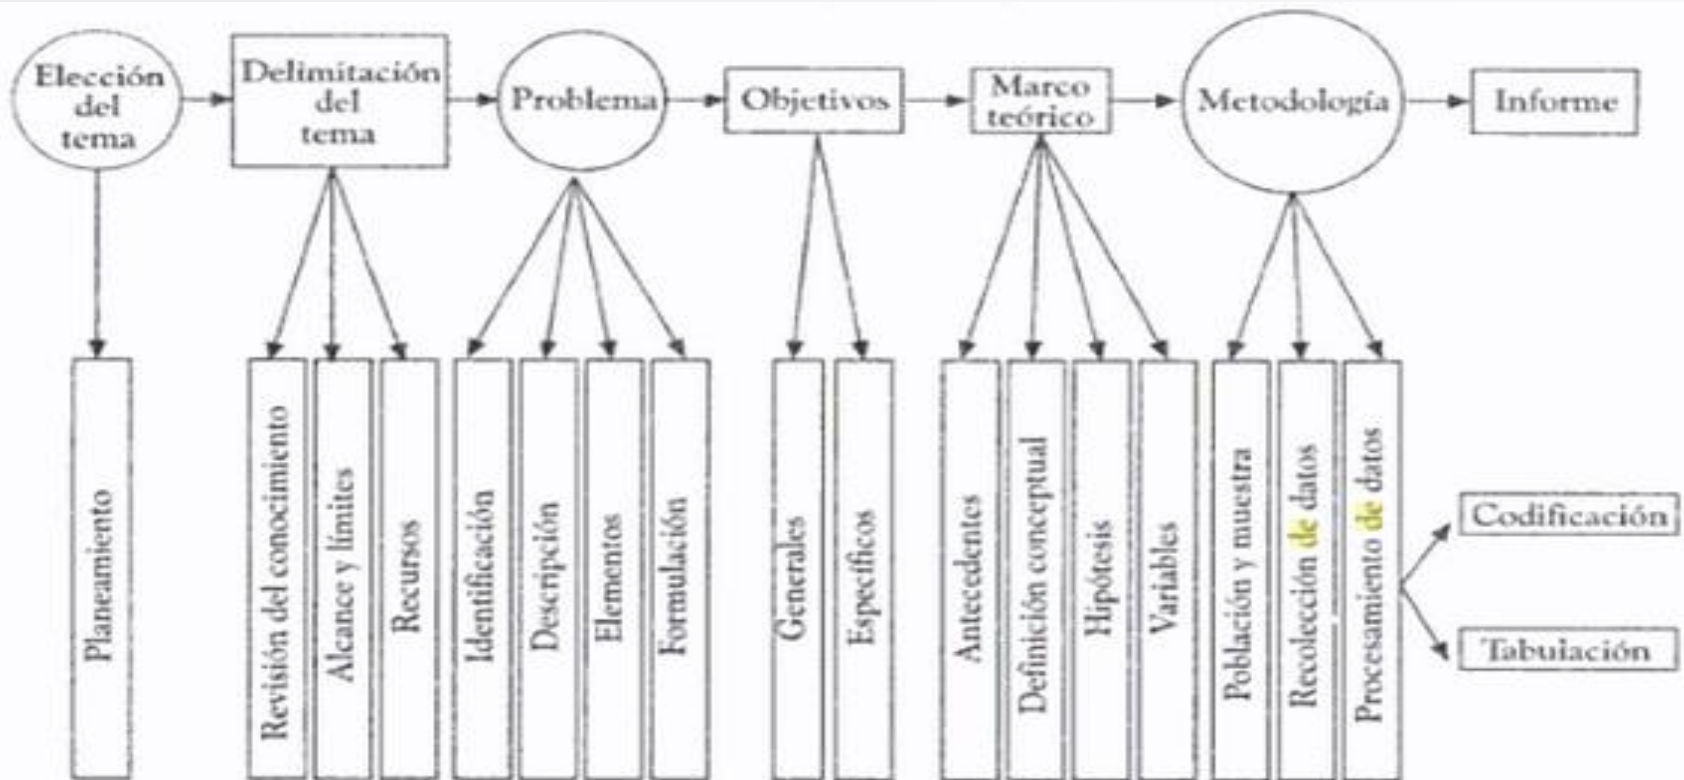 Elección
del
tema
Delimitación
del
tema
Problema
Objetivos
Marco
teórico
Metodología
Informe
Planeamiento
Revisión del conocimiento
Alcance y límites
Recursos
Identificación
Descripción
Elementos
Formulación
Generales
Específicos
Antecedentes
Definición conceptual
Hipótesis
Variables
Población y muestra
Recolección de datos
Procesamiento de datos
Codificación
Tabulación